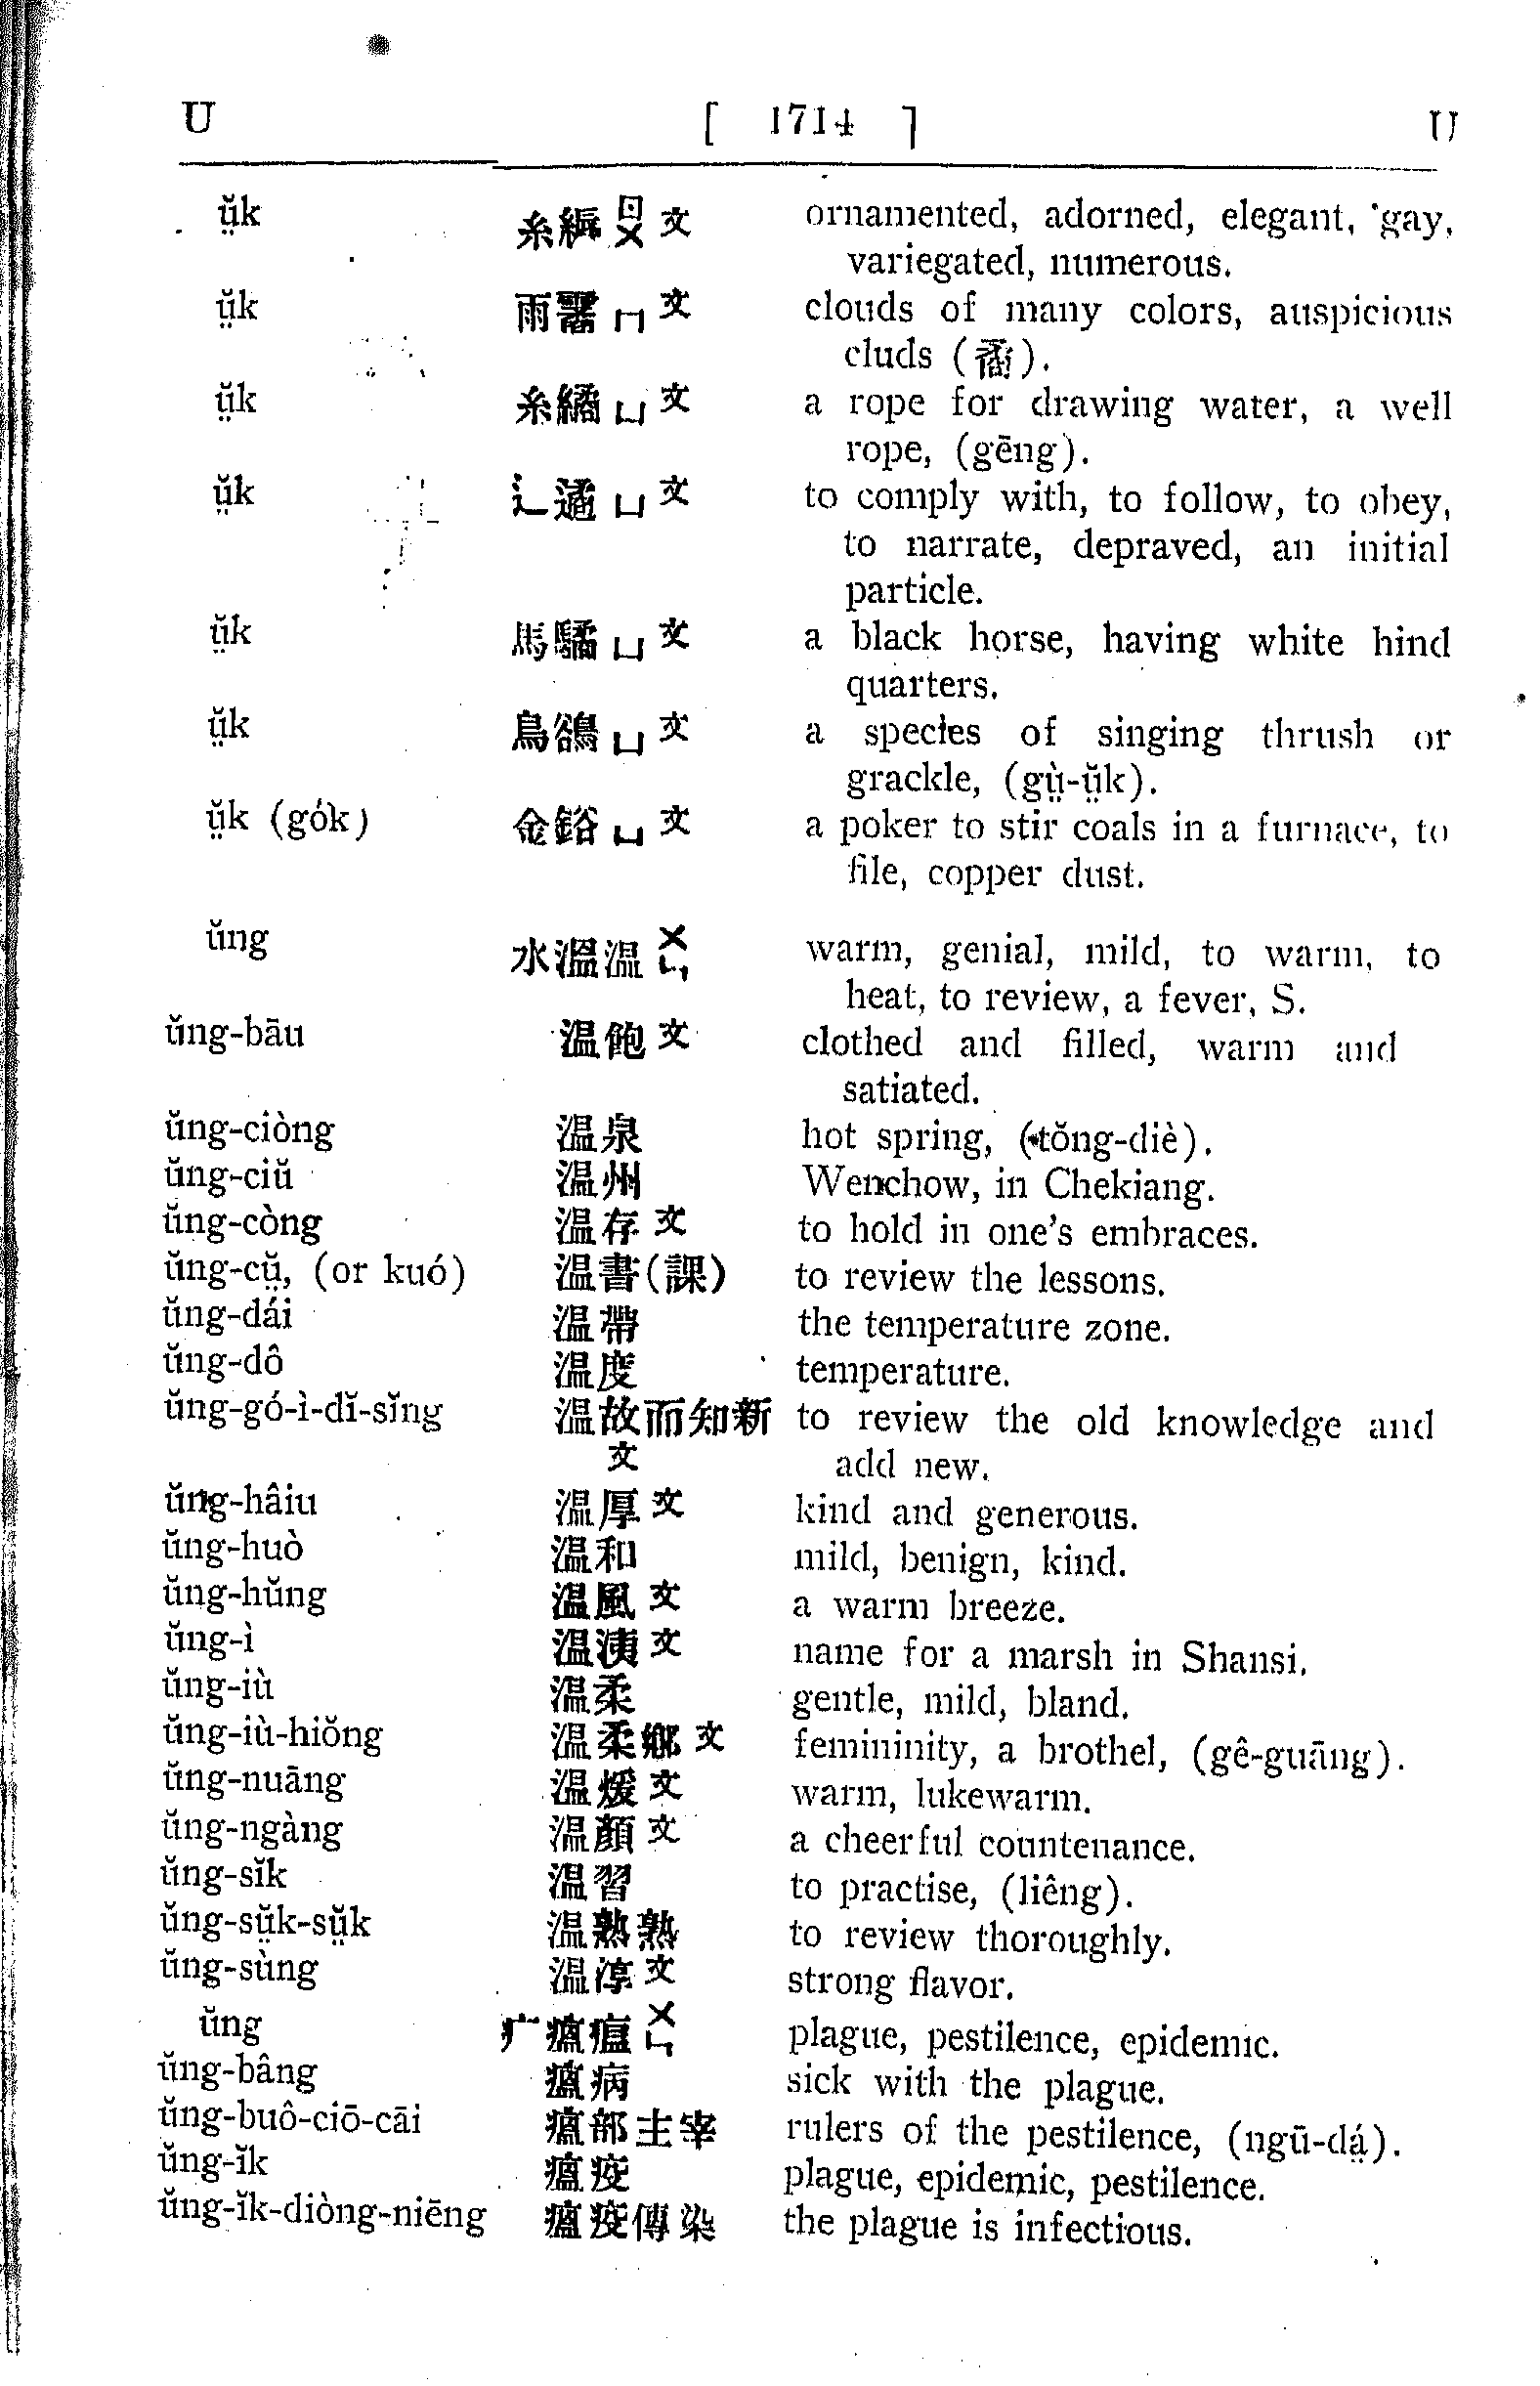 U [ 1714 ] U
ṳ̆k 糸縟 文 ornamented, adorned, elegant, gay,
variegated, numerous.
ṳ̆k 雨霱 文 clouds of many colors, auspicious
cluds (矞).
ṳ̆k 糸繘ㄩ文 a rope for drawing water, a well
rope, (gēng).
ṳ̆k 辶遹ㄩ文 to comply with, to follow, to obey,
to narrate, depraved, an initial
particle.
ṳ̆k 馬驈ㄩ文 a black horse, having white hind
quarters.
ṳ̆k 鳥鵒ㄩ文 a species of singing thrush or
grackle, (gṳ̀-ṳ̆k).
ṳ̆k (gók) 金鋊ㄩ文 a poker to stir coals in a furnace, to
file, copper dust.
ŭng 水溫温ㄨㄣ warm, genial, mild, to warm, to
heat, to review, a fever, S.
ŭng-bāu 温飽文 clothed and filled, warm and
satiated.
ŭng-ciòng 温泉 hot spring, (tŏng-diè).
ŭng-ciŭ 温州 Wenchow, in Chekiang.
ŭng-còng 温存文 to hold in one's embraces.
ŭng-cṳ̆, (or kuó) 温書(課) to review the lessons.
ŭng-dái 温帶 the temperature zone.
ŭng-dô 温度 temperature.
ŭng-gó-ì-dĭ-sĭng 温故而知新 to review the old knowledge and
文 add new.
ŭng-hâiu 温厚文 kind and generous.
ŭng-huò 温和 mild, benign, kind.
ŭng-hŭng 温風文 a warm breeze.
ŭng-ì 温洟文 name for a marsh in Shansi.
ŭng-iù 温柔 gentle, mild, bland.
ŭng-iù-hiŏng 温柔鄉文 femininity, a brothel, (gê-guāng).
ŭng-nuāng 温煖文 warm, lukewarm.
ŭng-ngàng 温顏文 a cheerful countenance.
ŭng-sĭk 温習 to practise, (liêng).
ŭng-sṳ̆k-sṳ̆k 温熟熟 to review thoroughly.
ŭng-sùng 温淳文 strong flavor.
ŭng 疒瘟瘟ㄨㄣ plague, pestilence, epidemic.
ŭng-bâng 瘟病 sick with the plague.
ŭng-buô-ciō-cāi 瘟部主宰 rulers of the pestilence, (ngū-dá̤).
ŭng-ĭk 瘟疫 plague, epidemic, pestilence.
ŭng-ĭk-diòng-niēng 瘟疫傳染 the plague is infectious.